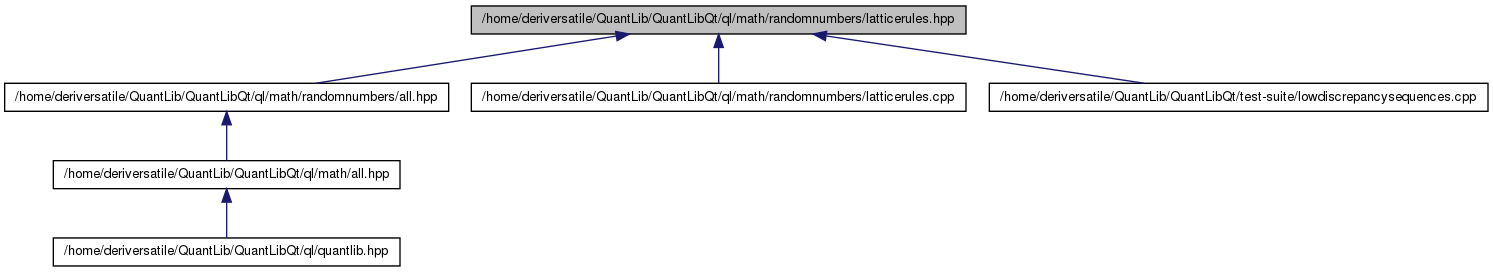 /home/deriversatile/QuantLib/QuantLibQt/ql/math/randomnumbers/latticerules.hpp
/home/deriversatile/QuantLib/QuantLibQt/ql/math/randomnumbers/all.hpp
/home/deriversatile/QuantLib/QuantLibQt/ql/math/randomnumbers/latticerules.cpp
/home/deriversatile/QuantLib/QuantLibQt/test-suite/lowdiscrepancysequences.cpp
/home/deriversatile/QuantLib/QuantLibQt/ql/math/all.hpp
/home/deriversatile/QuantLib/QuantLibQt/ql/quantlib.hpp